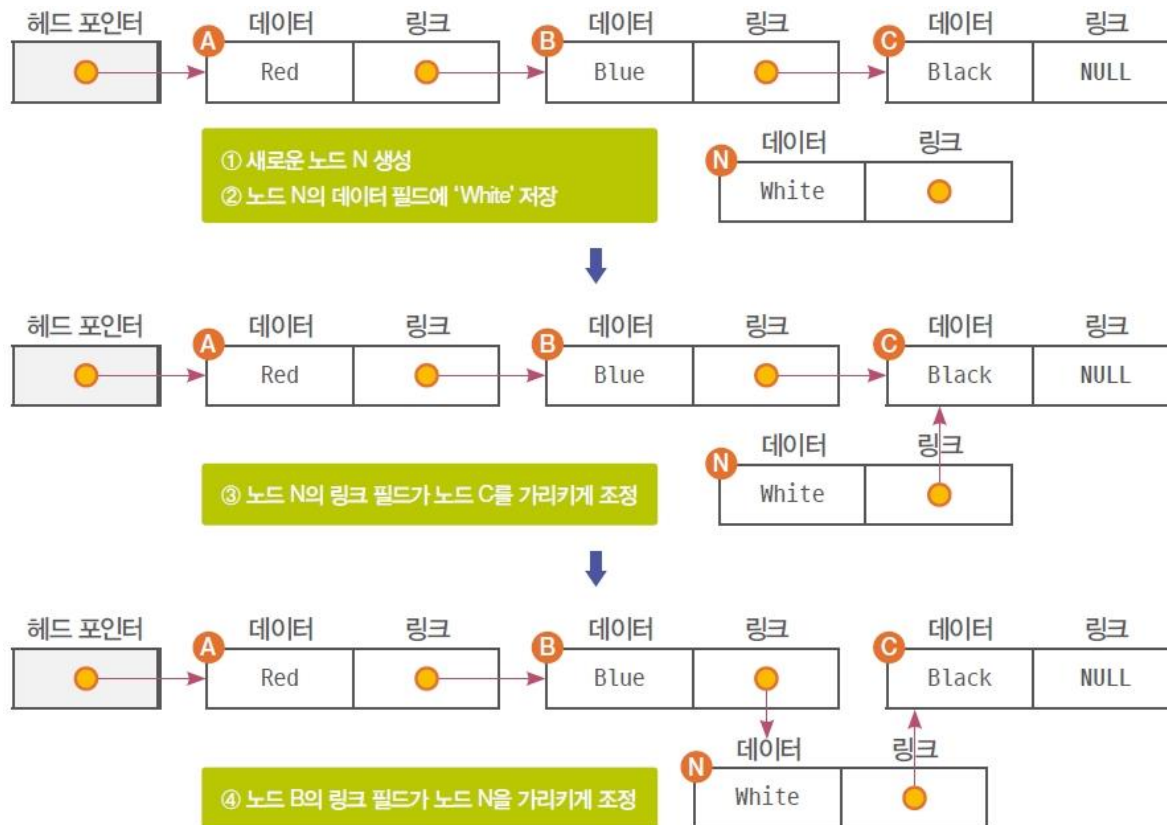 헤드 포인터 A 데이터 링크 B 데이터 링크 C 데이터 링크
Red Blue Black NULL
① 새로운 노드 N 생성
② 노드 N의 데이터 필드에 ‘White’ 저장
N 데이터 링크
White
헤드 포인터 A 데이터 링크 B 데이터 링크 C 데이터 링크
Red Blue Black NULL
③ 노드 N의 링크 필드가 노드 C를 가리키게 조정
N 데이터 링크
White
헤드 포인터 A 데이터 링크 B 데이터 링크 C 데이터 링크
Red Blue Black NULL
④ 노드 B의 링크 필드가 노드 N을 가리키게 조정
N 데이터 링크
White